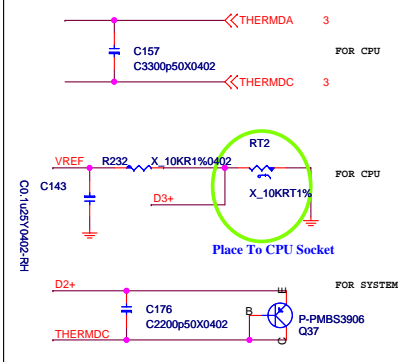 THERMDA 3
C157
C3300p50X0402
FOR CPU
THERMDC 3
RT2
VREF R232 X_10KR1%0402
FOR CPU
C143
X_10KRT1%
D3+
C0.1u25Y0402-RH
Place To CPU Socket
D2+
E
FOR SYSTEM
C176
C2200p50X0402
B
P-PMBS3906
Q37
THERMDC
C